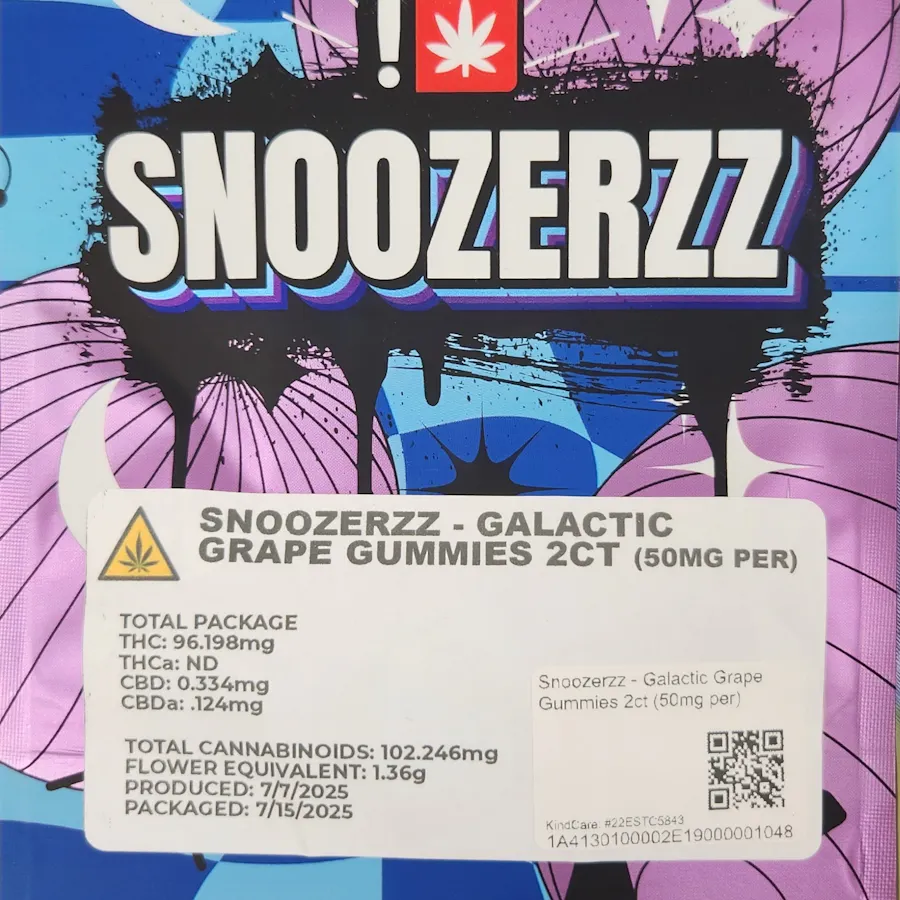 !
SNOOZERZZ
SNOOZERZZ - GALACTIC
GRAPE GUMMIES 2CT (50MG PER)
TOTAL PACKAGE
THC: 96.198mg
THCa: ND
CBD: 0.334mg
CBDa: .124mg
TOTAL CANNABINOIDS: 102.246mg
FLOWER EQUIVALENT: 1.36g
PRODUCED: 7/7/2025
PACKAGED: 7/15/2025
Snoozerzz - Galactic Grape
Gummies 2ct (50mg per)
KindCare: #22ESTC5843
1A4130100002E19000001048